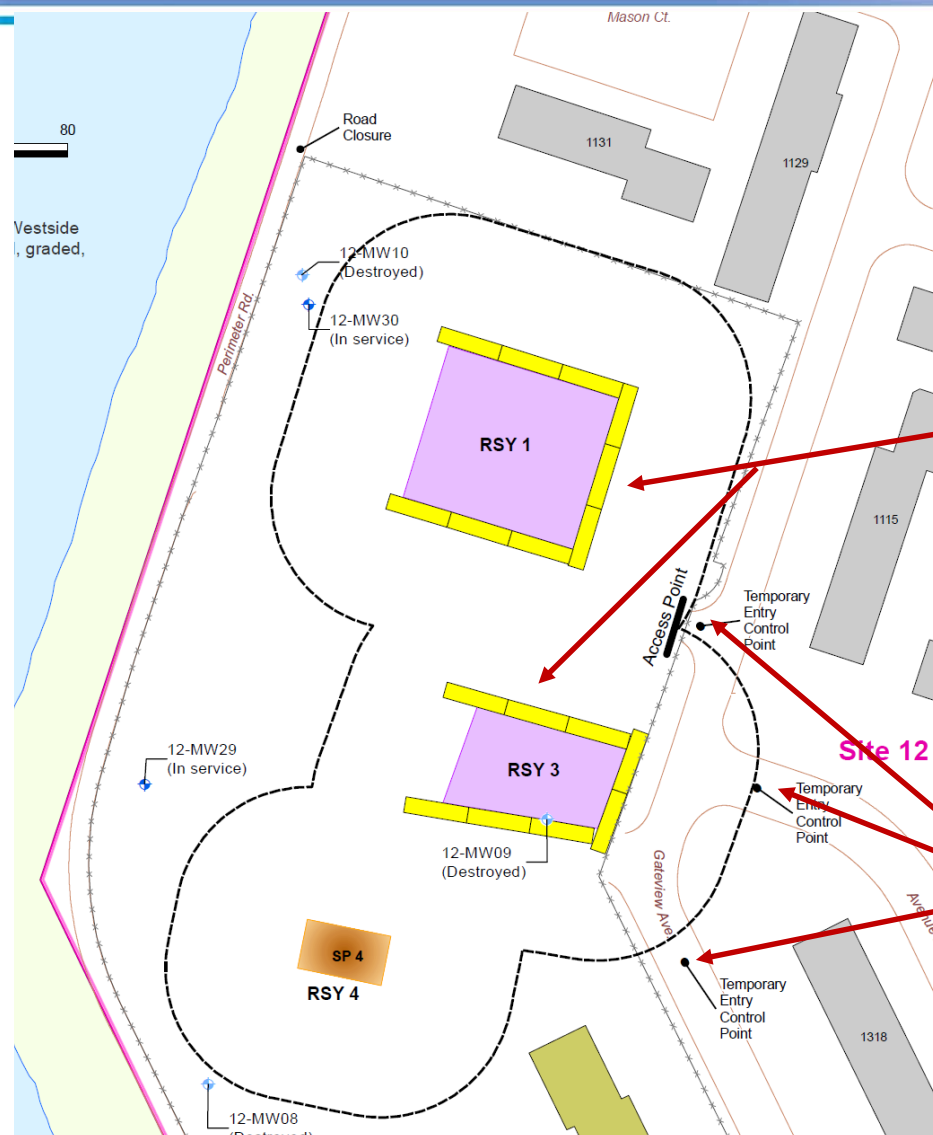 Mason Ct.
80
Road
Closure
1131
1129
Westside
l, graded,
12-MW10
(Destroyed)
12-MW30
(In service)
Perimeter Rd.
RSY 1
1115
Access Point
Temporary
Entry
Control
Point
12-MW29
(In service)
RSY 3
Site 12
Temporary
Entry
Control
Point
12-MW09
(Destroyed)
Gateview Ave.
Avenue
SP 4
RSY 4
Temporary
Entry
Control
Point
1318
12-MW08
(Destroyed)